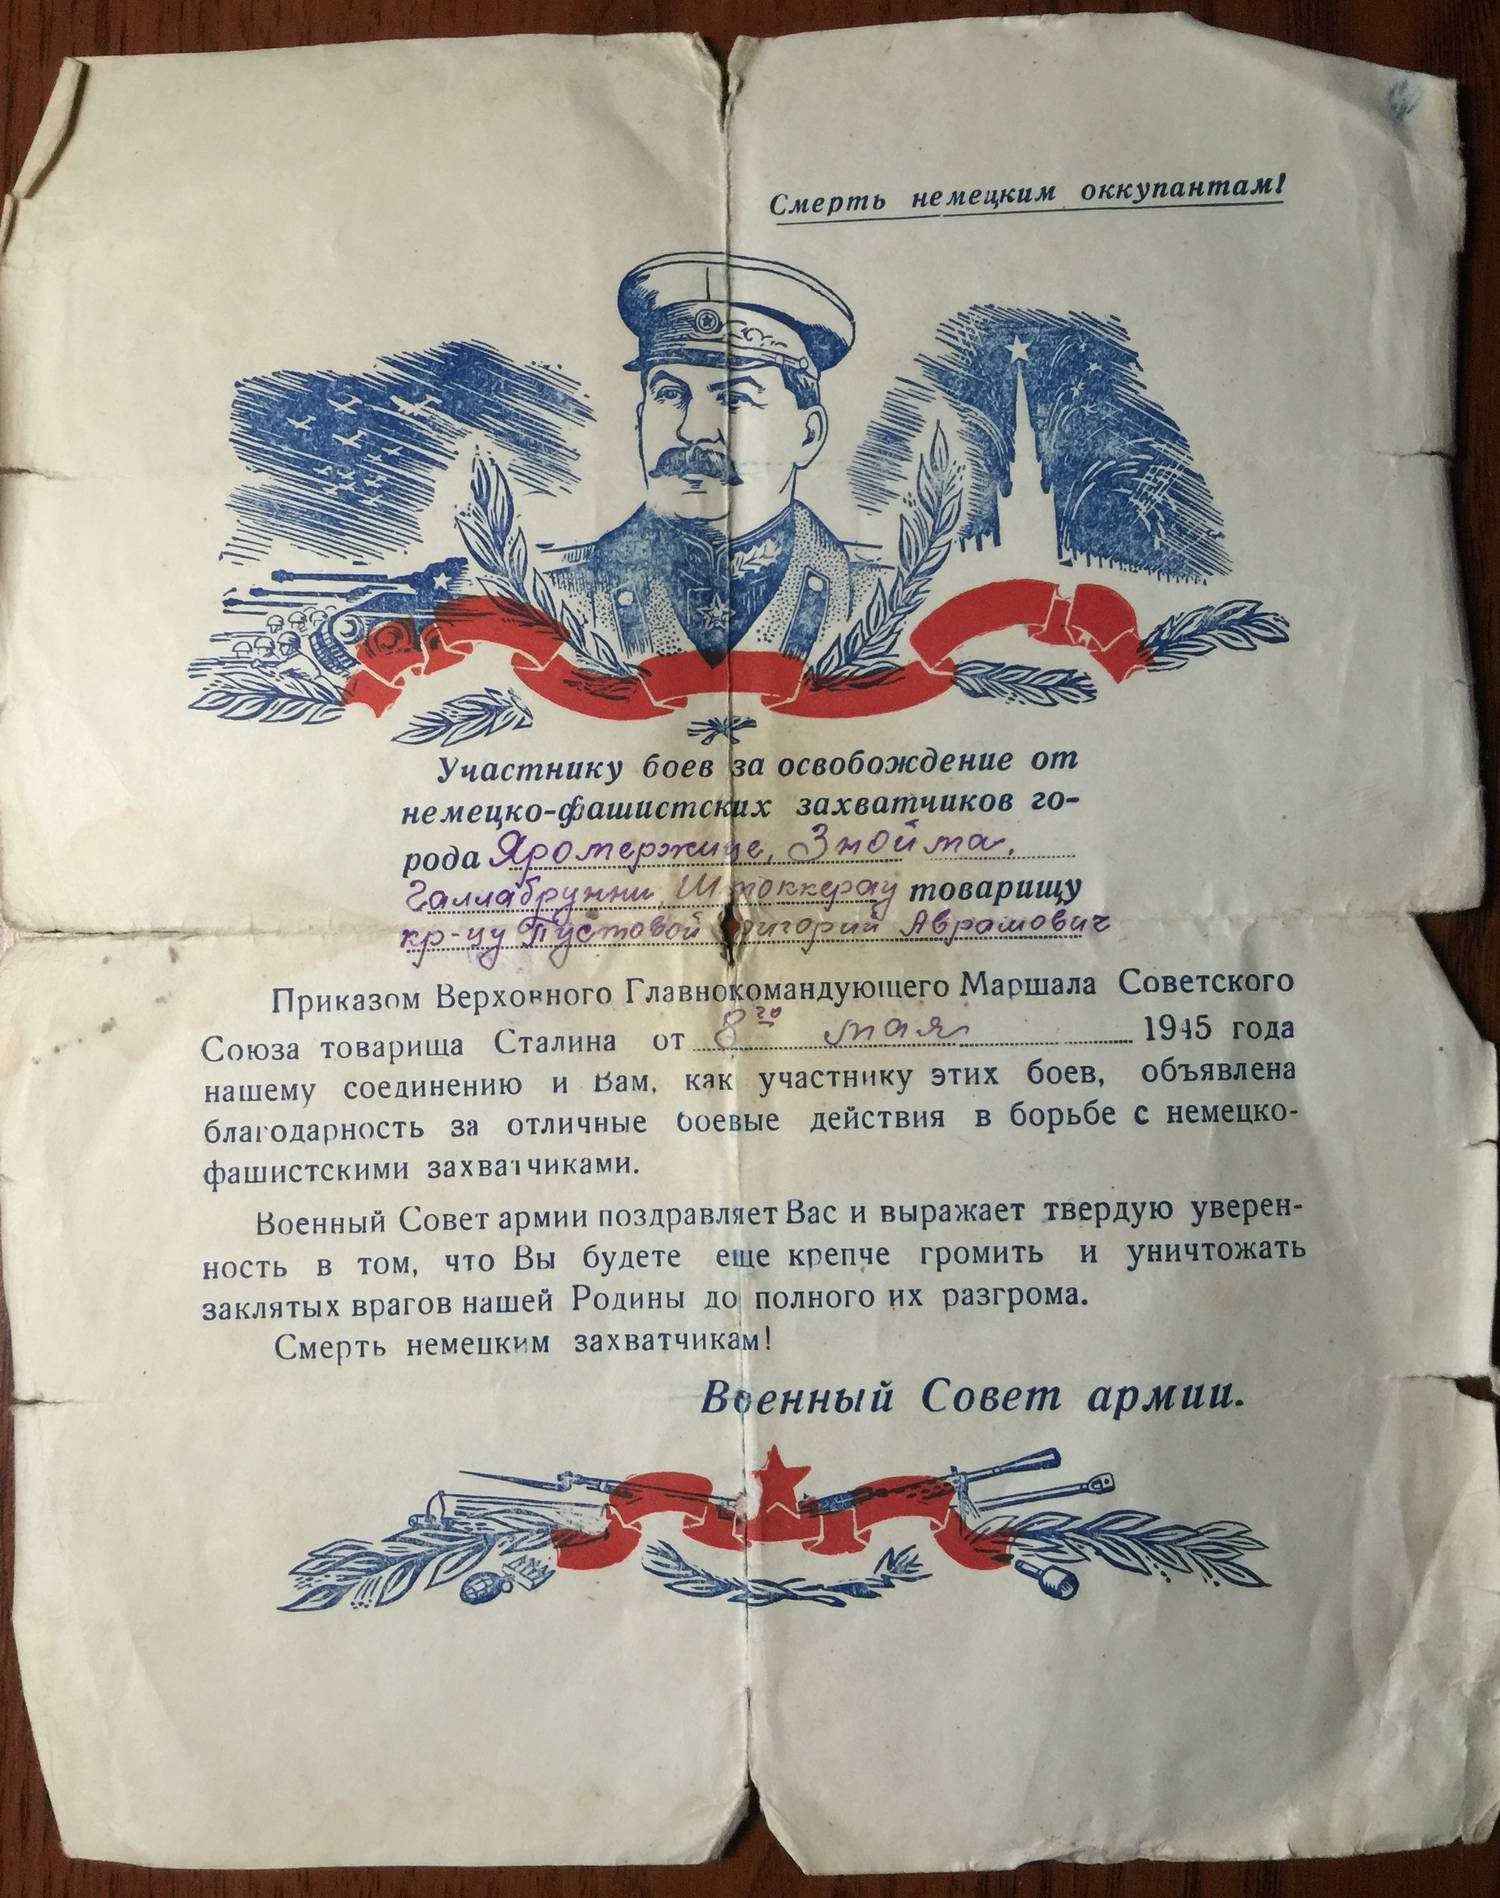 Смерть немецким оккупантам!
Участнику боев за освобождение от
немецко-фашистских захватчиков го-
рода Яромержице, Знойма,
Галлабрунн, Штоккерау товарищу
кр-цу Пустовой Григорий Аврамович
Приказом Верховного Главнокомандующего Маршала Советского
Союза товарища Сталина от 8го мая 1945 года
нашему соединению и Вам, как участнику этих боев, объявлена
благодарность за отличные боевые действия в борьбе с немецко-
фашистскими захватчиками.
Военный Совет армии поздравляет Вас и выражает твердую уверен-
ность в том, что Вы будете еще крепче громить и уничтожать
заклятых врагов нашей Родины до полного их разгрома.
Смерть немецким захватчикам!
Военный Совет армии.